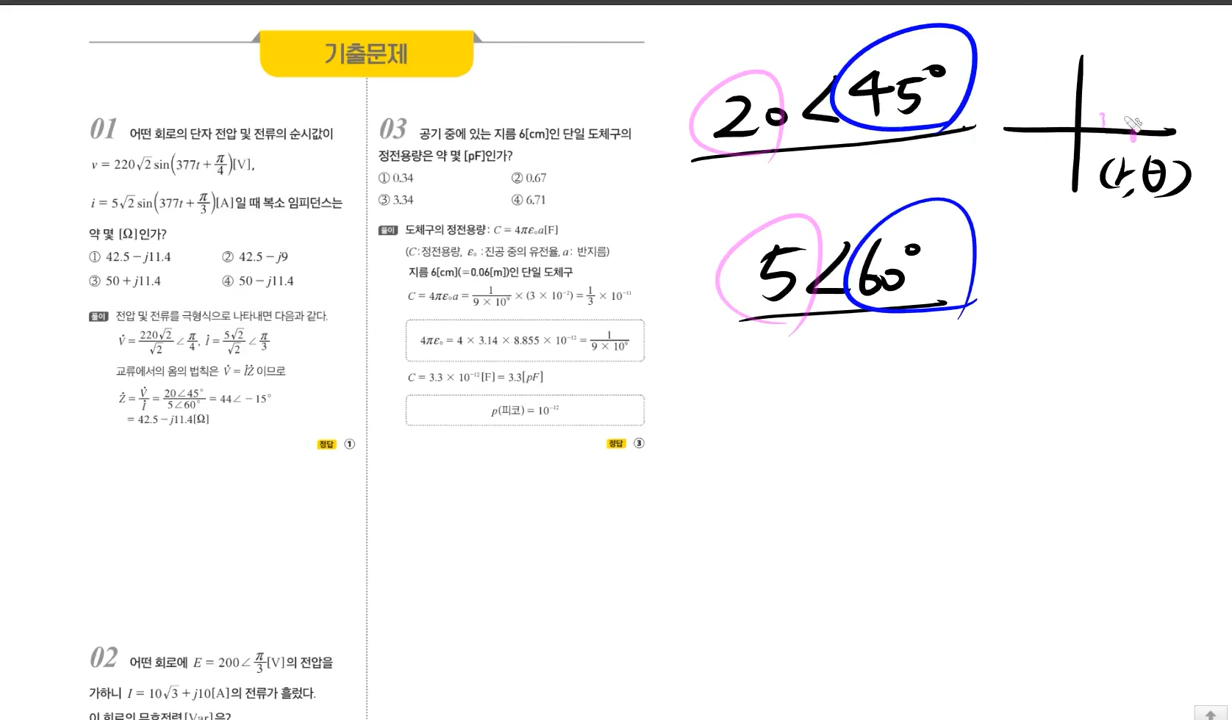 기출문제
01 어떤 회로의 단자 전압 및 전류의 순시값이
v = 220√2 sin(377t + π/4)[V],
i = 5√2 sin(377t + π/3)[A]일 때 복소 임피던스는
약 몇 [Ω]인가?
① 42.5 − j11.4 ② 42.5 − j9
③ 50 + j11.4 ④ 50 − j11.4
풀이 전압 및 전류를 극형식으로 나타내면 다음과 같다.
V̇ = 220√2/√2 ∠ π/4, İ = 5√2/√2 ∠ π/3
교류에서의 옴의 법칙은 V̇ = İŻ 이므로
Ż = V̇/İ = 20∠45°/5∠60° = 44∠ − 15°
= 42.5 − j11.4[Ω]
정답 ①
02 어떤 회로에 E = 200∠ π/3 [V]의 전압을
가하니 I = 10√3 + j10[A]의 전류가 흘렀다.
이 회로의 무효전력[Var]은?
03 공기 중에 있는 지름 6[cm]인 단일 도체구의
정전용량은 약 몇 [pF]인가?
① 0.34 ② 0.67
③ 3.34 ④ 6.71
풀이 도체구의 정전용량 : C = 4πε₀a[F]
(C : 정전용량, ε₀ : 진공 중의 유전율, a : 반지름)
지름 6[cm](=0.06[m])인 단일 도체구
C = 4πε₀a = 1/(9 × 10⁹) × (3 × 10⁻²) = 1/3 × 10⁻¹¹
4πε₀ = 4 × 3.14 × 8.855 × 10⁻¹² = 1/(9 × 10⁹)
C = 3.3 × 10⁻¹²[F] = 3.3[pF]
p(피코) = 10⁻¹²
정답 ③
20∠45°
(r, θ)
5∠60°